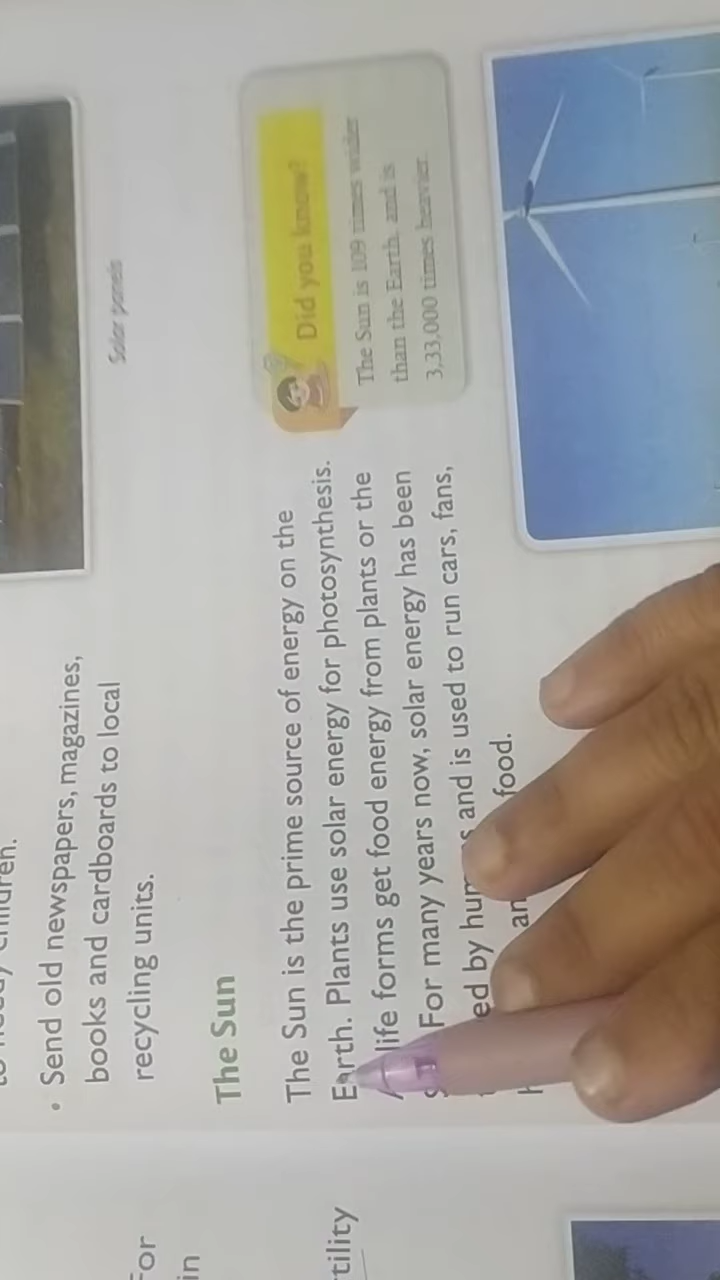 • Send old newspapers, magazines,
books and cardboards to local
recycling units.
Solar panels
The Sun
The Sun is the prime source of energy on the
Earth. Plants use solar energy for photosynthesis.
life forms get food energy from plants or the
For many years now, solar energy has been
ed by hum s and is used to run cars, fans,
an food.
Did you know?
The Sun is 109 times wider
than the Earth, and is
3,33,000 times heavier.
For
in
tility